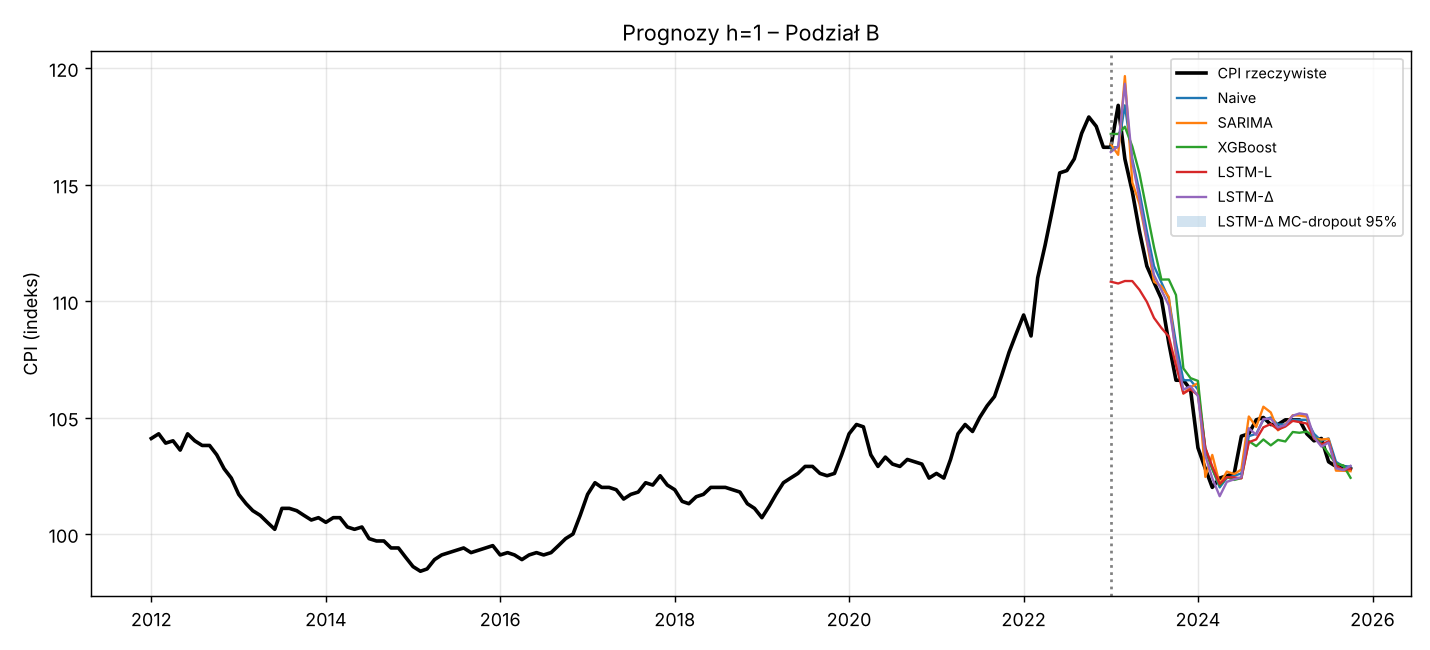 Prognozy h=1 – Podział B
CPI (indeks)
120
115
110
105
100
2012
2014
2016
2018
2020
2022
2024
2026
CPI rzeczywiste
Naive
SARIMA
XGBoost
LSTM-L
LSTM-Δ
LSTM-Δ MC-dropout 95%